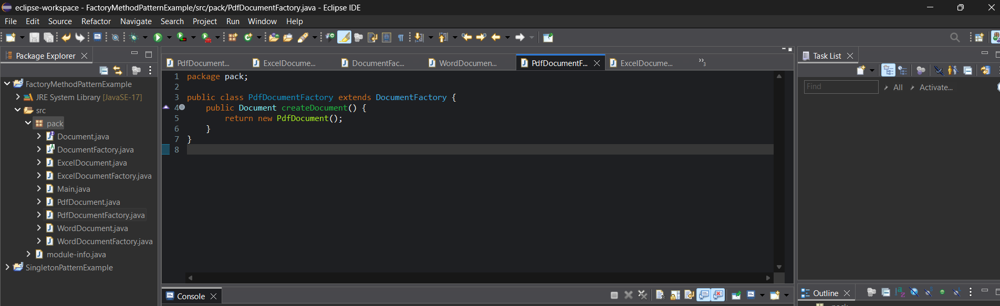 eclipse-workspace - FactoryMethodPatternExample/src/pack/PdfDocumentFactory.java - Eclipse IDE
File Edit Source Refactor Navigate Search Project Run Window Help
Package Explorer
FactoryMethodPatternExample
JRE System Library [JavaSE-17]
src
pack
Document.java
DocumentFactory.java
ExcelDocument.java
ExcelDocumentFactory.java
Main.java
PdfDocument.java
PdfDocumentFactory.java
WordDocument.java
WordDocumentFactory.java
module-info.java
SingletonPatternExample
PdfDocument... ExcelDocume... DocumentFac... WordDocumen... PdfDocumentF... ExcelDocume... »3
1 package pack;
2
3 public class PdfDocumentFactory extends DocumentFactory {
4 public Document createDocument() {
5 return new PdfDocument();
6 }
7 }
8
Console
Task List
Find All Activate...
Outline